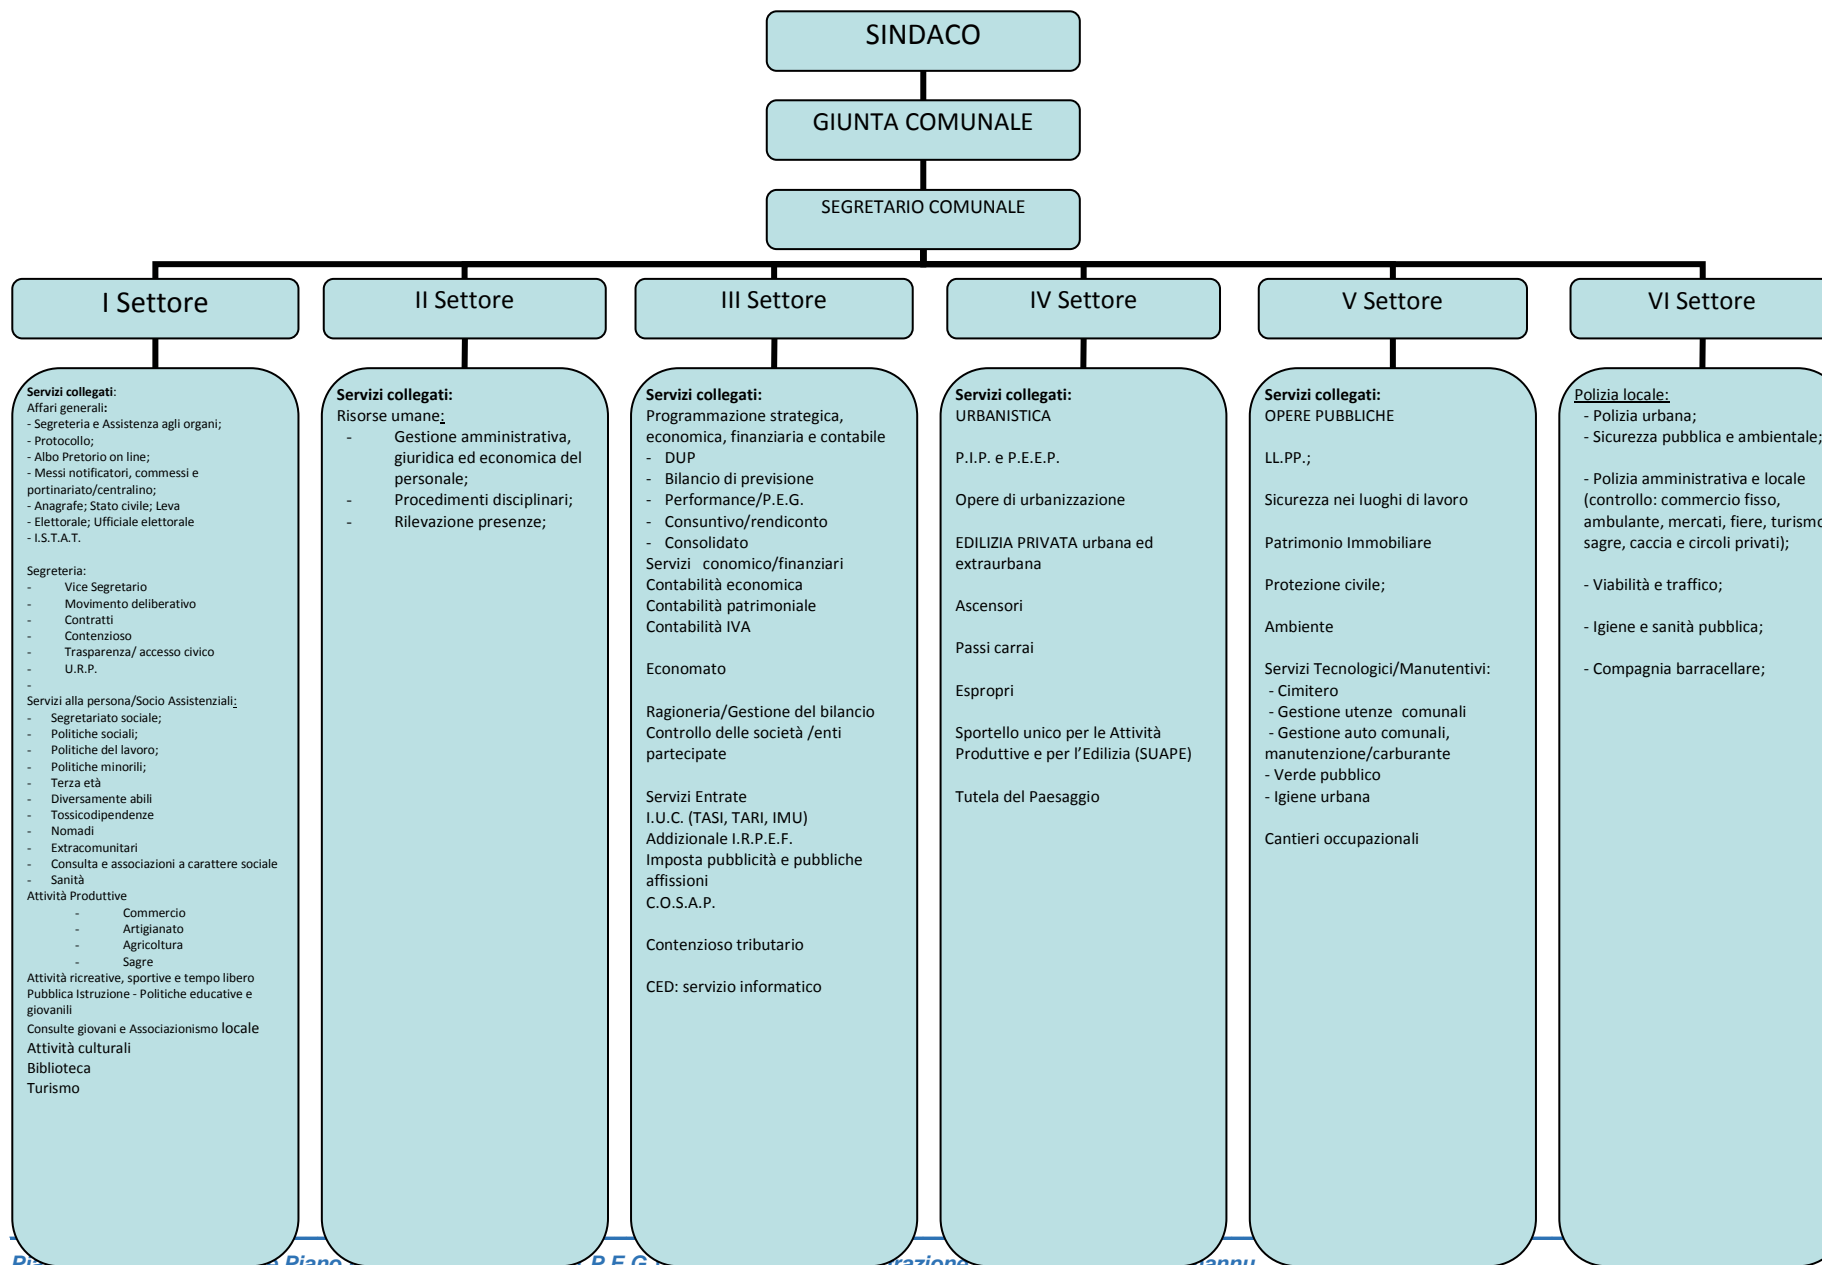 SINDACO
GIUNTA COMUNALE
SEGRETARIO COMUNALE
I Settore
II Settore
III Settore
IV Settore
V Settore
VI Settore
Servizi collegati:
Affari generali:
- Segreteria e Assistenza agli organi;
- Protocollo;
- Albo Pretorio on line;
- Messi notificatori, commessi e
portinariato/centralino;
- Anagrafe; Stato civile; Leva
- Elettorale; Ufficiale elettorale
- I.S.T.A.T.
Segreteria:
- Vice Segretario
- Movimento deliberativo
- Contratti
- Contenzioso
- Trasparenza/ accesso civico
- U.R.P.
-
Servizi alla persona/Socio Assistenziali:
- Segretariato sociale;
- Politiche sociali;
- Politiche del lavoro;
- Politiche minorili;
- Terza età
- Diversamente abili
- Tossicodipendenze
- Nomadi
- Extracomunitari
- Consulta e associazioni a carattere sociale
- Sanità
Attività Produttive
- Commercio
- Artigianato
- Agricoltura
- Sagre
Attività ricreative, sportive e tempo libero
Pubblica Istruzione - Politiche educative e
giovanili
Consulte giovani e Associazionismo locale
Attività culturali
Biblioteca
Turismo
Servizi collegati:
Risorse umane:
- Gestione amministrativa,
giuridica ed economica del
personale;
- Procedimenti disciplinari;
- Rilevazione presenze;
Servizi collegati:
Programmazione strategica,
economica, finanziaria e contabile
- DUP
- Bilancio di previsione
- Performance/P.E.G.
- Consuntivo/rendiconto
- Consolidato
Servizi conomico/finanziari
Contabilità economica
Contabilità patrimoniale
Contabilità IVA
Economato
Ragioneria/Gestione del bilancio
Controllo delle società /enti
partecipate
Servizi Entrate
I.U.C. (TASI, TARI, IMU)
Addizionale I.R.P.E.F.
Imposta pubblicità e pubbliche
affissioni
C.O.S.A.P.
Contenzioso tributario
CED: servizio informatico
Servizi collegati:
URBANISTICA
P.I.P. e P.E.E.P.
Opere di urbanizzazione
EDILIZIA PRIVATA urbana ed
extraurbana
Ascensori
Passi carrai
Espropri
Sportello unico per le Attività
Produttive e per l'Edilizia (SUAPE)
Tutela del Paesaggio
Servizi collegati:
OPERE PUBBLICHE
LL.PP.;
Sicurezza nei luoghi di lavoro
Patrimonio Immobiliare
Protezione civile;
Ambiente
Servizi Tecnologici/Manutentivi:
- Cimitero
- Gestione utenze comunali
- Gestione auto comunali,
manutenzione/carburante
- Verde pubblico
- Igiene urbana
Cantieri occupazionali
Polizia locale:
- Polizia urbana;
- Sicurezza pubblica e ambientale;
- Polizia amministrativa e locale
(controllo: commercio fisso,
ambulante, mercati, fiere, turismo
sagre, caccia e circoli privati);
- Viabilità e traffico;
- Igiene e sanità pubblica;
- Compagnia barracellare;
Piano P.E.G